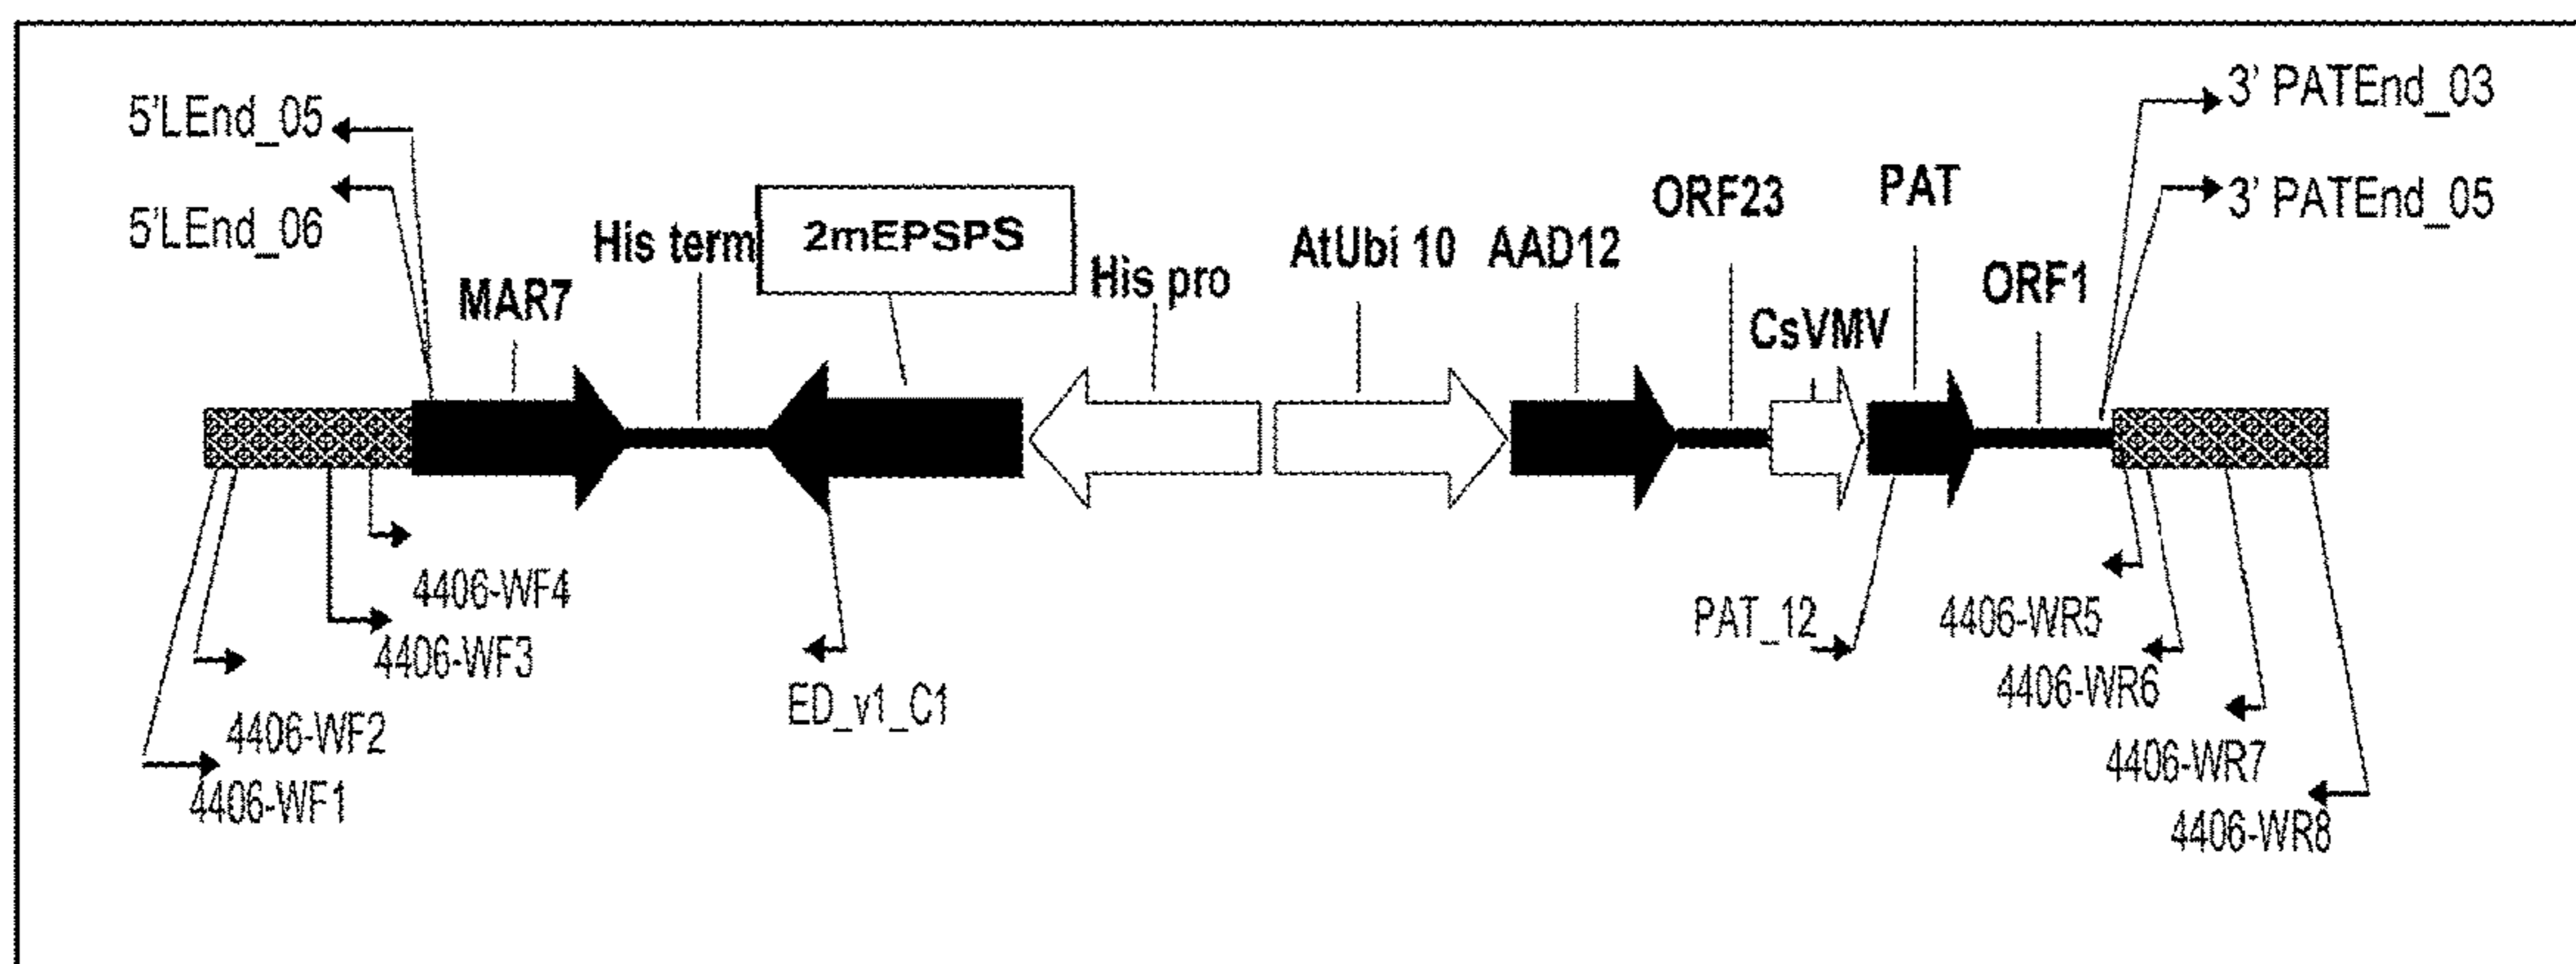 5'LEnd_05
5'LEnd_06
MAR7
His term
2mEPSPS
His pro
AtUbi 10
AAD12
ORF23
CsVMV
PAT
ORF1
3' PATEnd_03
3' PATEnd_05
4406-WF4
4406-WF3
4406-WF2
4406-WF1
ED_v1_C1
PAT_12
4406-WR5
4406-WR6
4406-WR7
4406-WR8